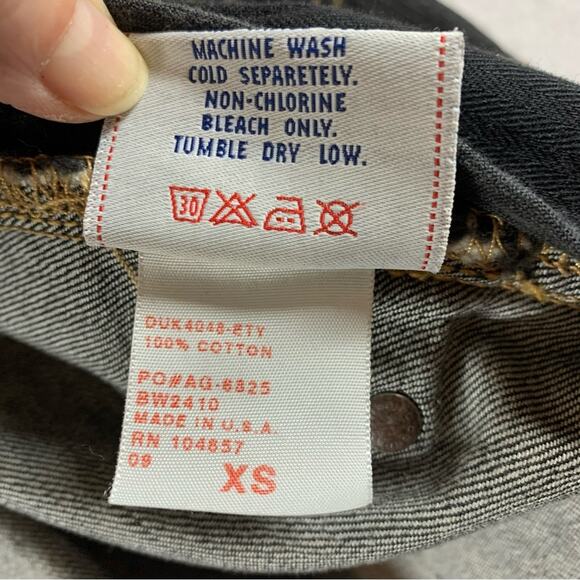 MACHINE WASH
COLD SEPARETELY.
NON-CHLORINE
BLEACH ONLY.
TUMBLE DRY LOW.
30
DUK4048-ETY
100% COTTON
PO#AG-6825
BW2410
MADE IN U.S.A.
RN 104857
09
XS